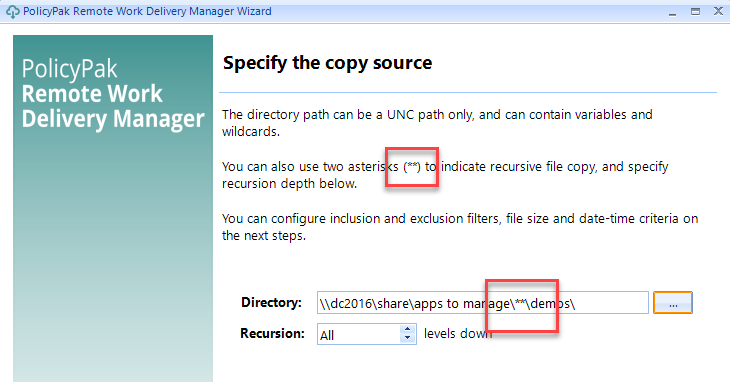 PolicyPak Remote Work Delivery Manager Wizard
PolicyPak
Remote Work
Delivery Manager
Specify the copy source
The directory path can be a UNC path only, and can contain variables and
wildcards.
You can also use two asterisks (**) to indicate recursive file copy, and specify
recursion depth below.
You can configure inclusion and exclusion filters, file size and date-time criteria on
the next steps.
Directory: \\dc2016\share\apps to manage\**\demos\ ...
Recursion: All levels down